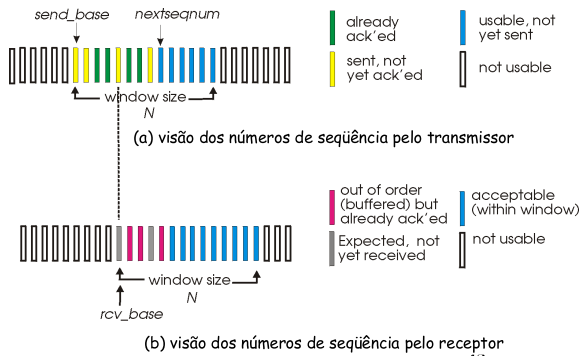 send_base nextseqnum
already
ack'ed
usable, not
yet sent
sent, not
yet ack'ed
not usable
window size
N
(a) visão dos números de seqüência pelo transmissor
out of order
(buffered) but
already ack'ed
acceptable
(within window)
Expected, not
yet received
not usable
window size
N
rcv_base
(b) visão dos números de seqüência pelo receptor